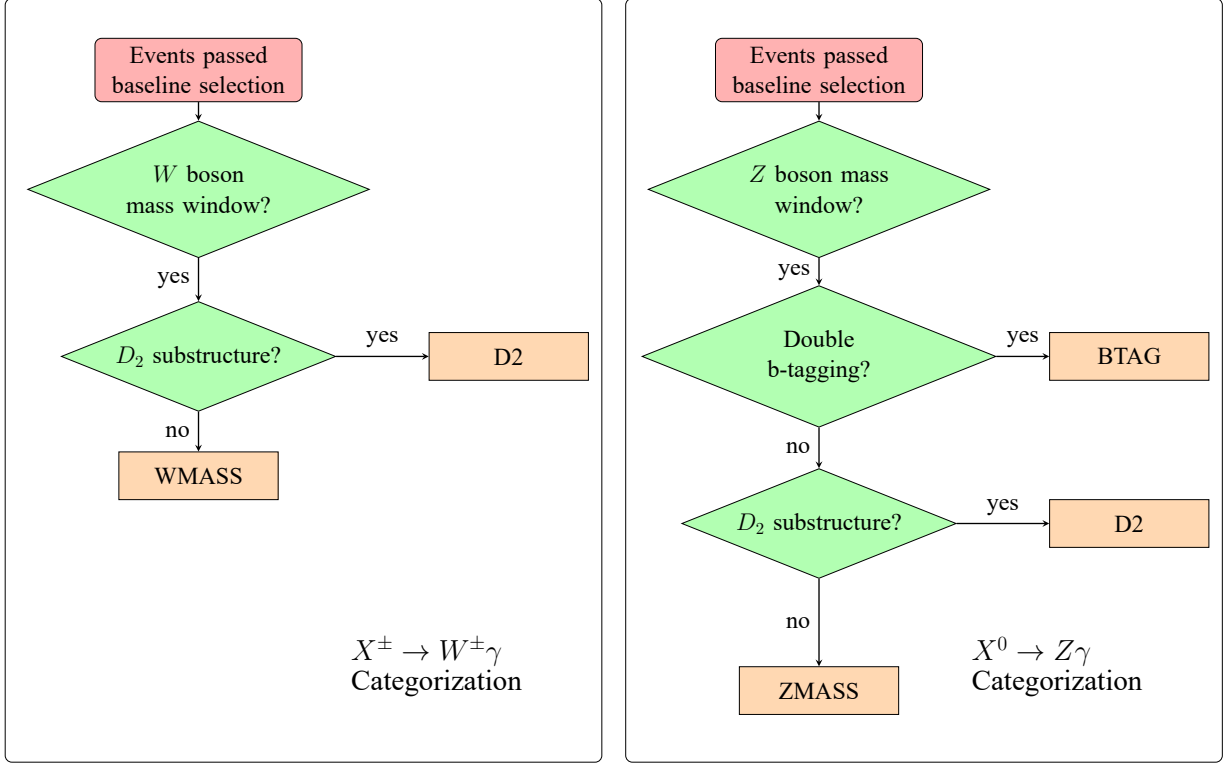 Events passed
baseline selection
W boson
mass window?
yes
D₂ substructure?
yes
D2
no
WMASS
X± → W±γ
Categorization
Events passed
baseline selection
Z boson mass
window?
yes
Double
b-tagging?
yes
BTAG
no
D₂ substructure?
yes
D2
no
ZMASS
X⁰ → Zγ
Categorization